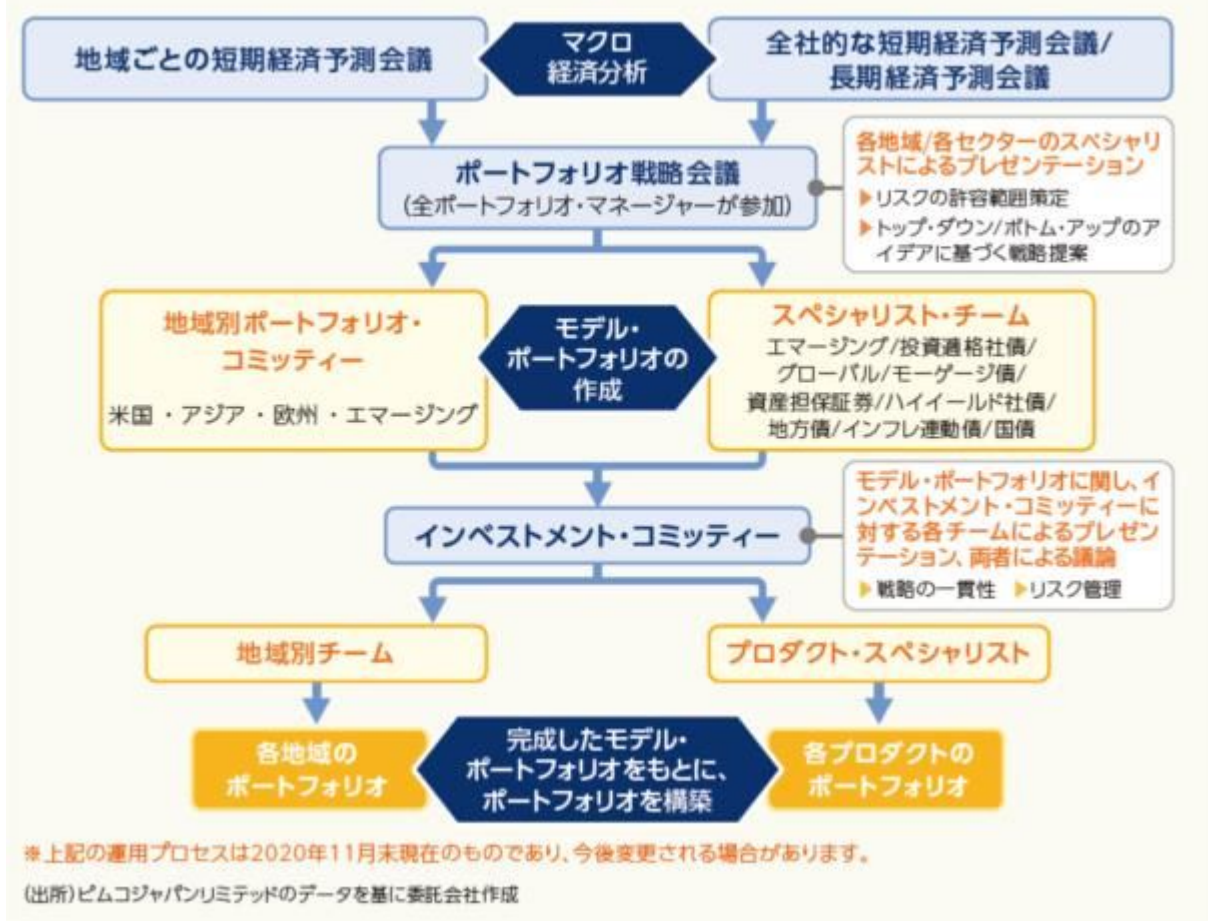 地域ごとの短期経済予測会議
マクロ
経済分析
全社的な短期経済予測会議/
長期経済予測会議
ポートフォリオ戦略会議
(全ポートフォリオ・マネージャーが参加)
各地域/各セクターのスペシャリ
ストによるプレゼンテーション
▶リスクの許容範囲策定
▶トップ・ダウン/ボトム・アップのア
イデアに基づく戦略提案
地域別ポートフォリオ・
コミッティー
米国・アジア・欧州・エマージング
モデル・
ポートフォリオの
作成
スペシャリスト・チーム
エマージング/投資適格社債/
グローバル/モーゲージ債/
資産担保証券/ハイイールド社債/
地方債/インフレ連動債/国債
インベストメント・コミッティー
モデル・ポートフォリオに関し、イ
ンベストメント・コミッティーに
対する各チームによるプレゼン
テーション、両者による議論
▶戦略の一貫性 ▶リスク管理
地域別チーム
プロダクト・スペシャリスト
各地域の
ポートフォリオ
完成したモデル・
ポートフォリオをもとに、
ポートフォリオを構築
各プロダクトの
ポートフォリオ
※上記の運用プロセスは2020年11月末現在のものであり、今後変更される場合があります。
(出所)ピムコジャパンリミテッドのデータを基に委託会社作成